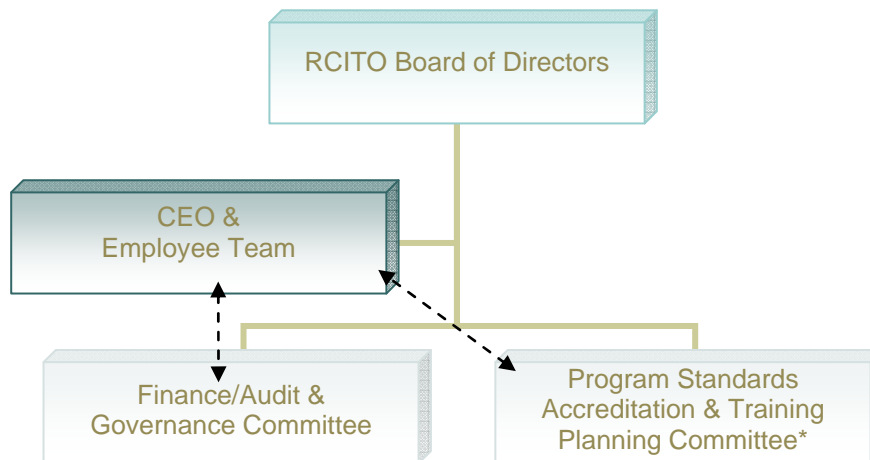 RCITO Board of Directors
CEO &
Employee Team
Finance/Audit &
Governance Committee
Program Standards
Accreditation & Training
Planning Committee*